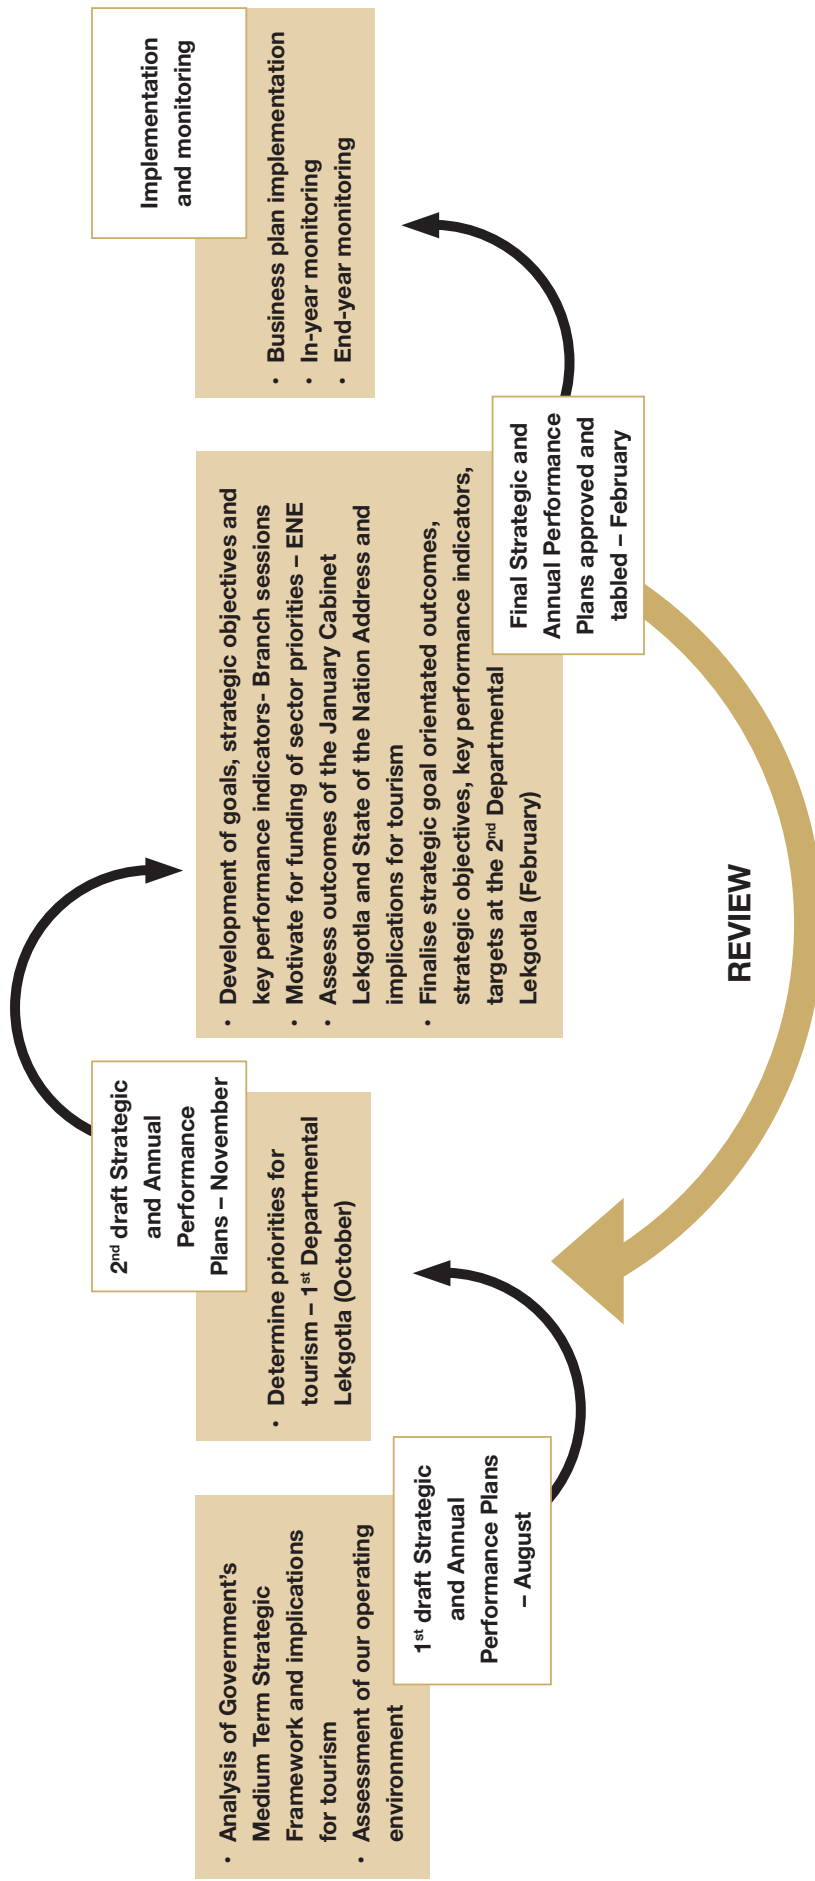 • Analysis of Government's
Medium Term Strategic
Framework and implications
for tourism
• Assessment of our operating
environment
1st draft Strategic
and Annual
Performance Plans
– August
• Determine priorities for
tourism – 1st Departmental
Lekgotla (October)
2nd draft Strategic
and Annual
Performance
Plans – November
• Development of goals, strategic objectives and
key performance indicators- Branch sessions
• Motivate for funding of sector priorities – ENE
• Assess outcomes of the January Cabinet
Lekgotla and State of the Nation Address and
implications for tourism
• Finalise strategic goal orientated outcomes,
strategic objectives, key performance indicators,
targets at the 2nd Departmental
Lekgotla (February)
Final Strategic and
Annual Performance
Plans approved and
tabled – February
Implementation
and monitoring
• Business plan implementation
• In-year monitoring
• End-year monitoring
REVIEW